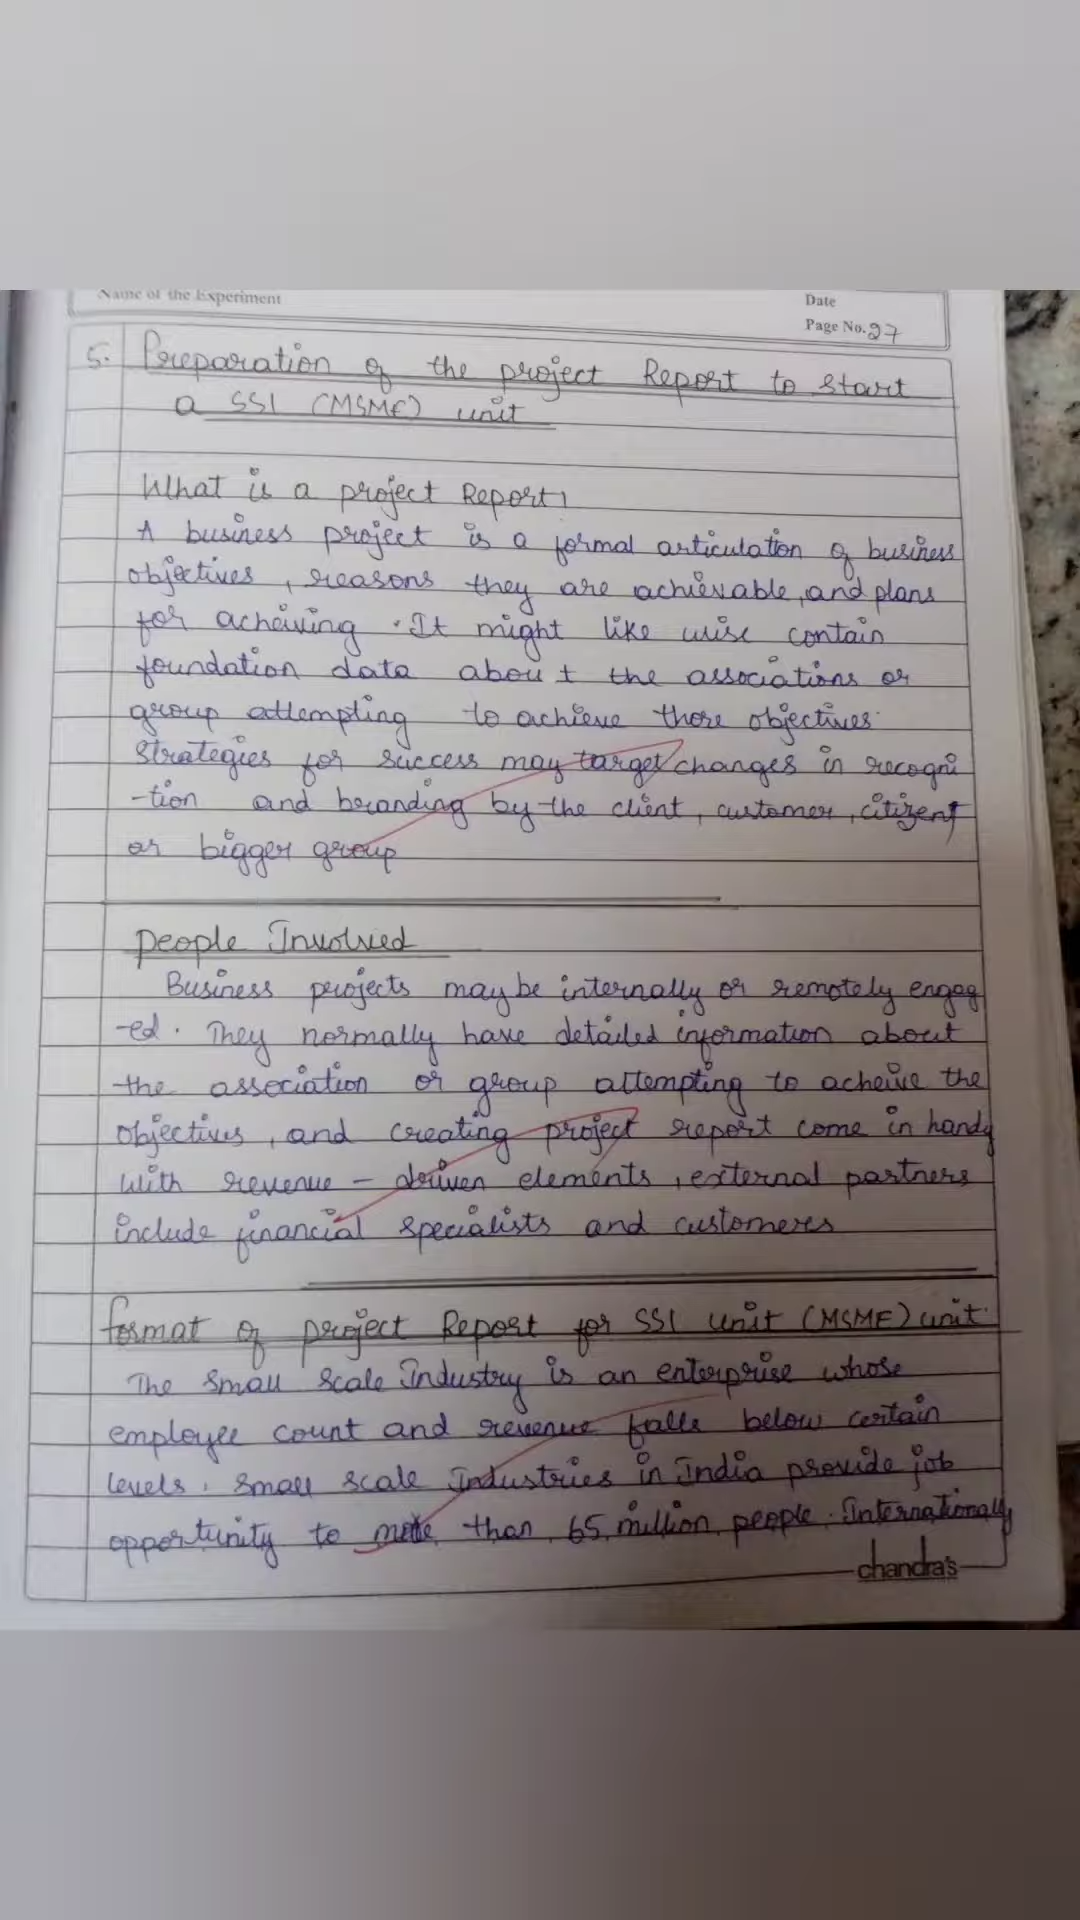 Name of the Experiment
Date
Page No. 27
5. Preparation of the project Report to start
a SSI (MSME) unit
What is a project Report?
A business project is a formal articulation of business
objectives, reasons they are achievable, and plans
for acheiving. It might like wise contain
foundation data about the associations or
group attempting to achieve those objectives.
Strategies for success may target changes in recogni
-tion and branding by the client, customer, citizent
or bigger group
People Involved
Business projects may be internally or remotely engag
-ed. They normally have detailed information about
the association or group attempting to acheive the
objectives, and creating project report come in handy
with revenue - driven elements, external partners
include financial specialists and customers
format of project Report for SSI unit (MSME) unit.
The Small Scale Industry is an enterprise whose
employee count and revenue falls below certain
levels. Small scale Industries in India provide job
opportunity to more than 65 million people. Internationally
chandra's